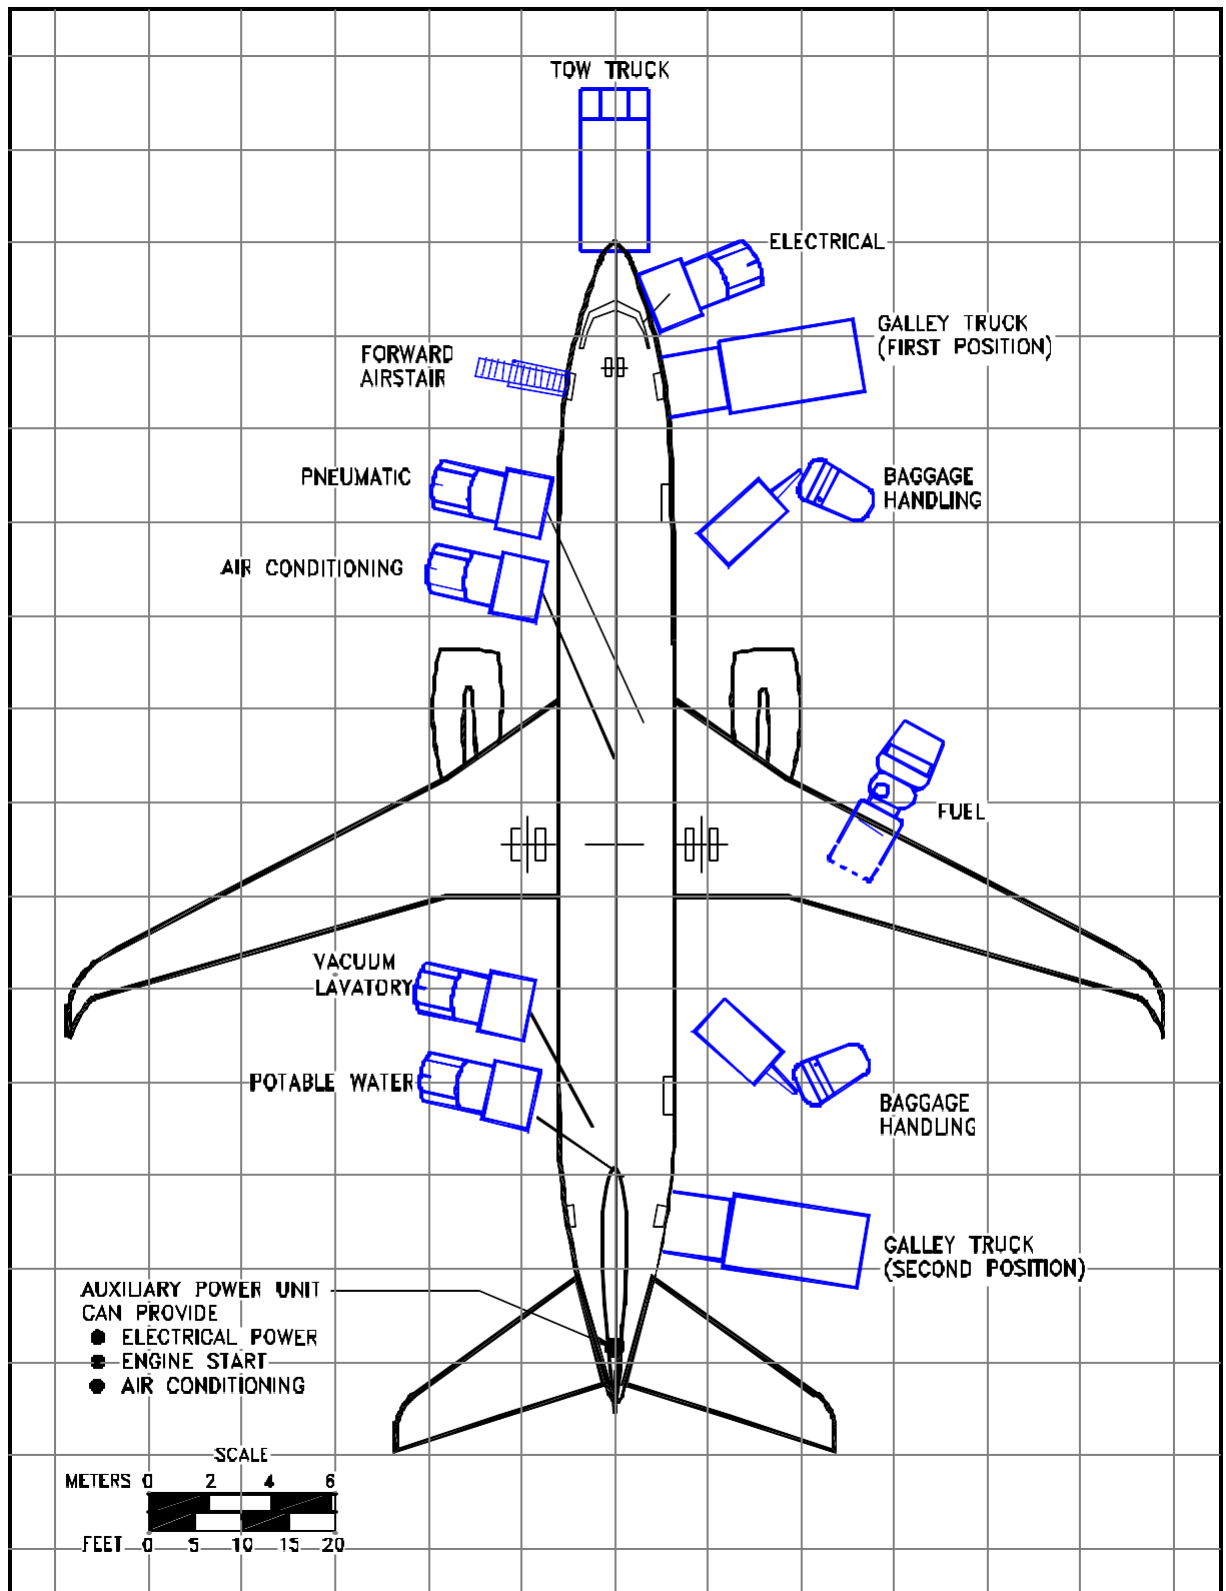 TOW TRUCK
ELECTRICAL
GALLEY TRUCK
(FIRST POSITION)
FORWARD
AIRSTAIR
PNEUMATIC
BAGGAGE
HANDLING
AIR CONDITIONING
FUEL
VACUUM
LAVATORY
POTABLE WATER
BAGGAGE
HANDLING
GALLEY TRUCK
(SECOND POSITION)
AUXILIARY POWER UNIT
CAN PROVIDE
● ELECTRICAL POWER
● ENGINE START
● AIR CONDITIONING
SCALE
METERS 0 2 4 6
FEET 0 5 10 15 20